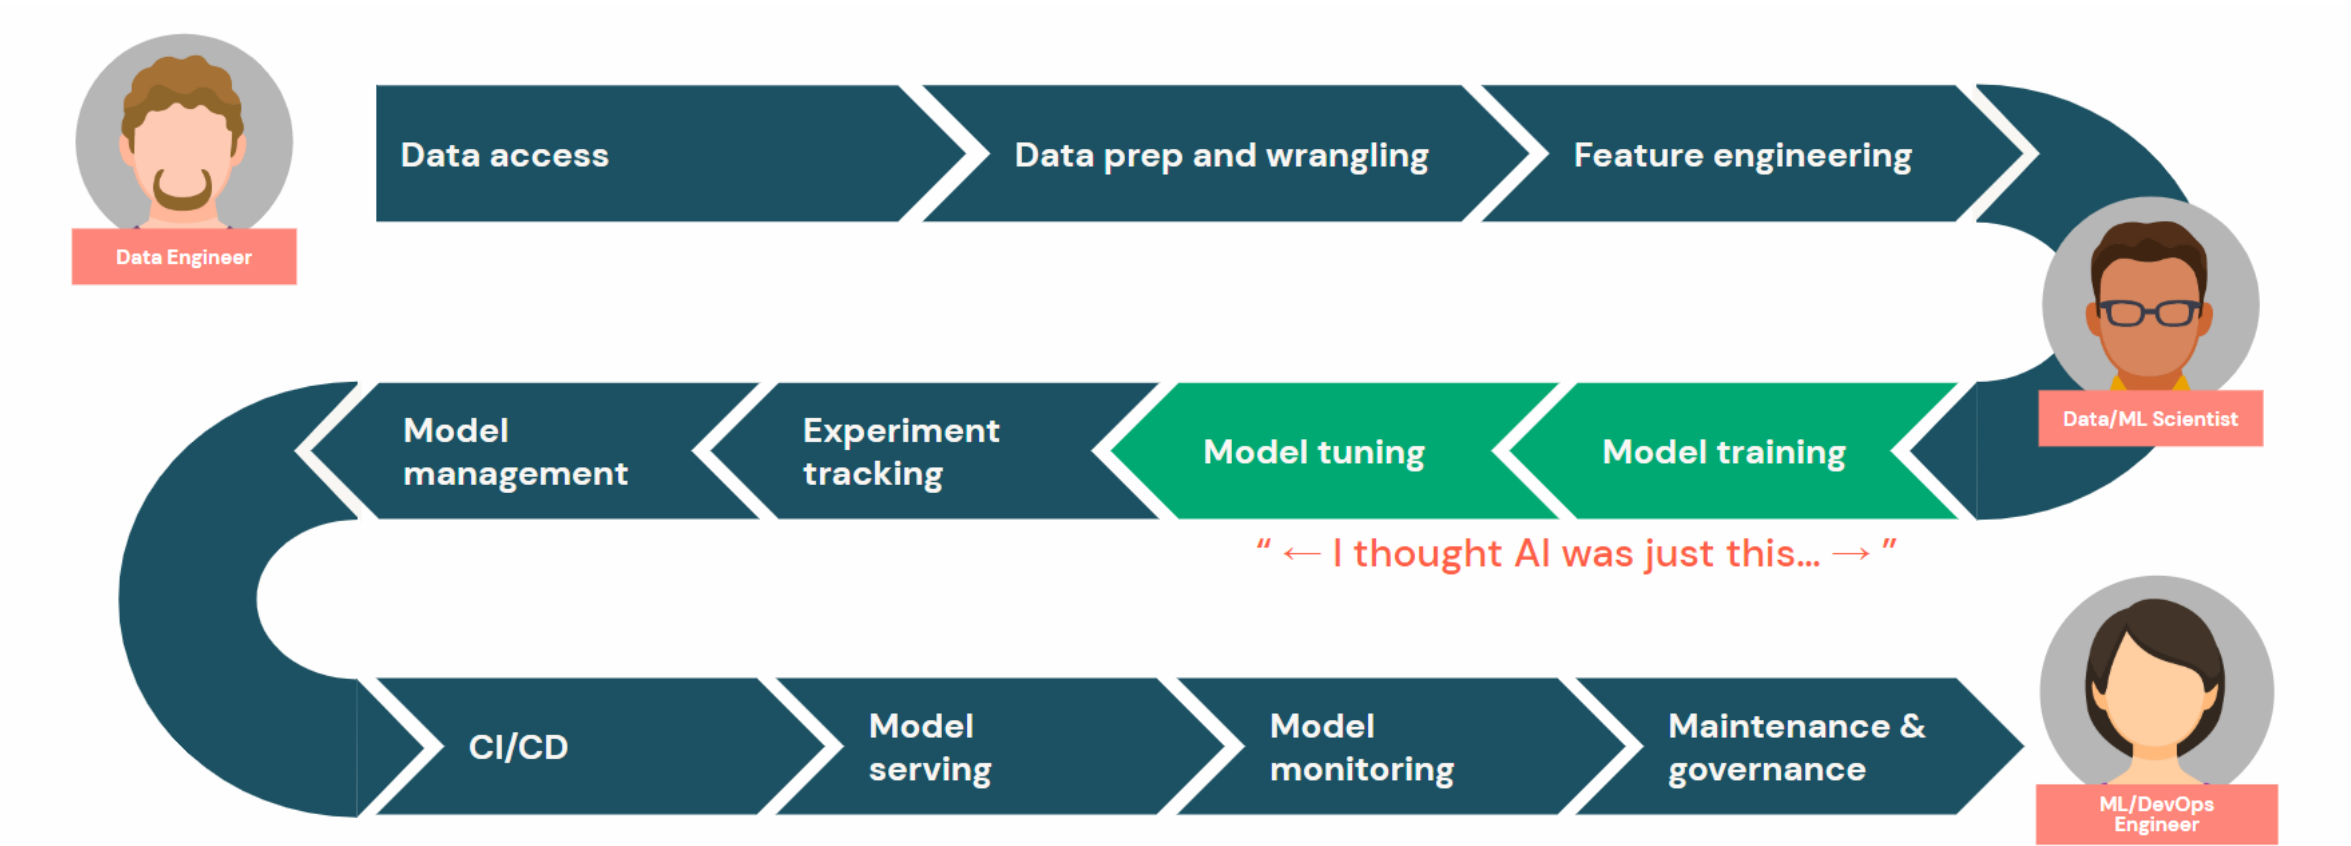 Data Engineer
Data access
Data prep and wrangling
Feature engineering
Data/ML Scientist
Model training
Model tuning
Experiment
tracking
Model
management
“ ← I thought AI was just this... → ”
CI/CD
Model
serving
Model
monitoring
Maintenance &
governance
ML/DevOps
Engineer